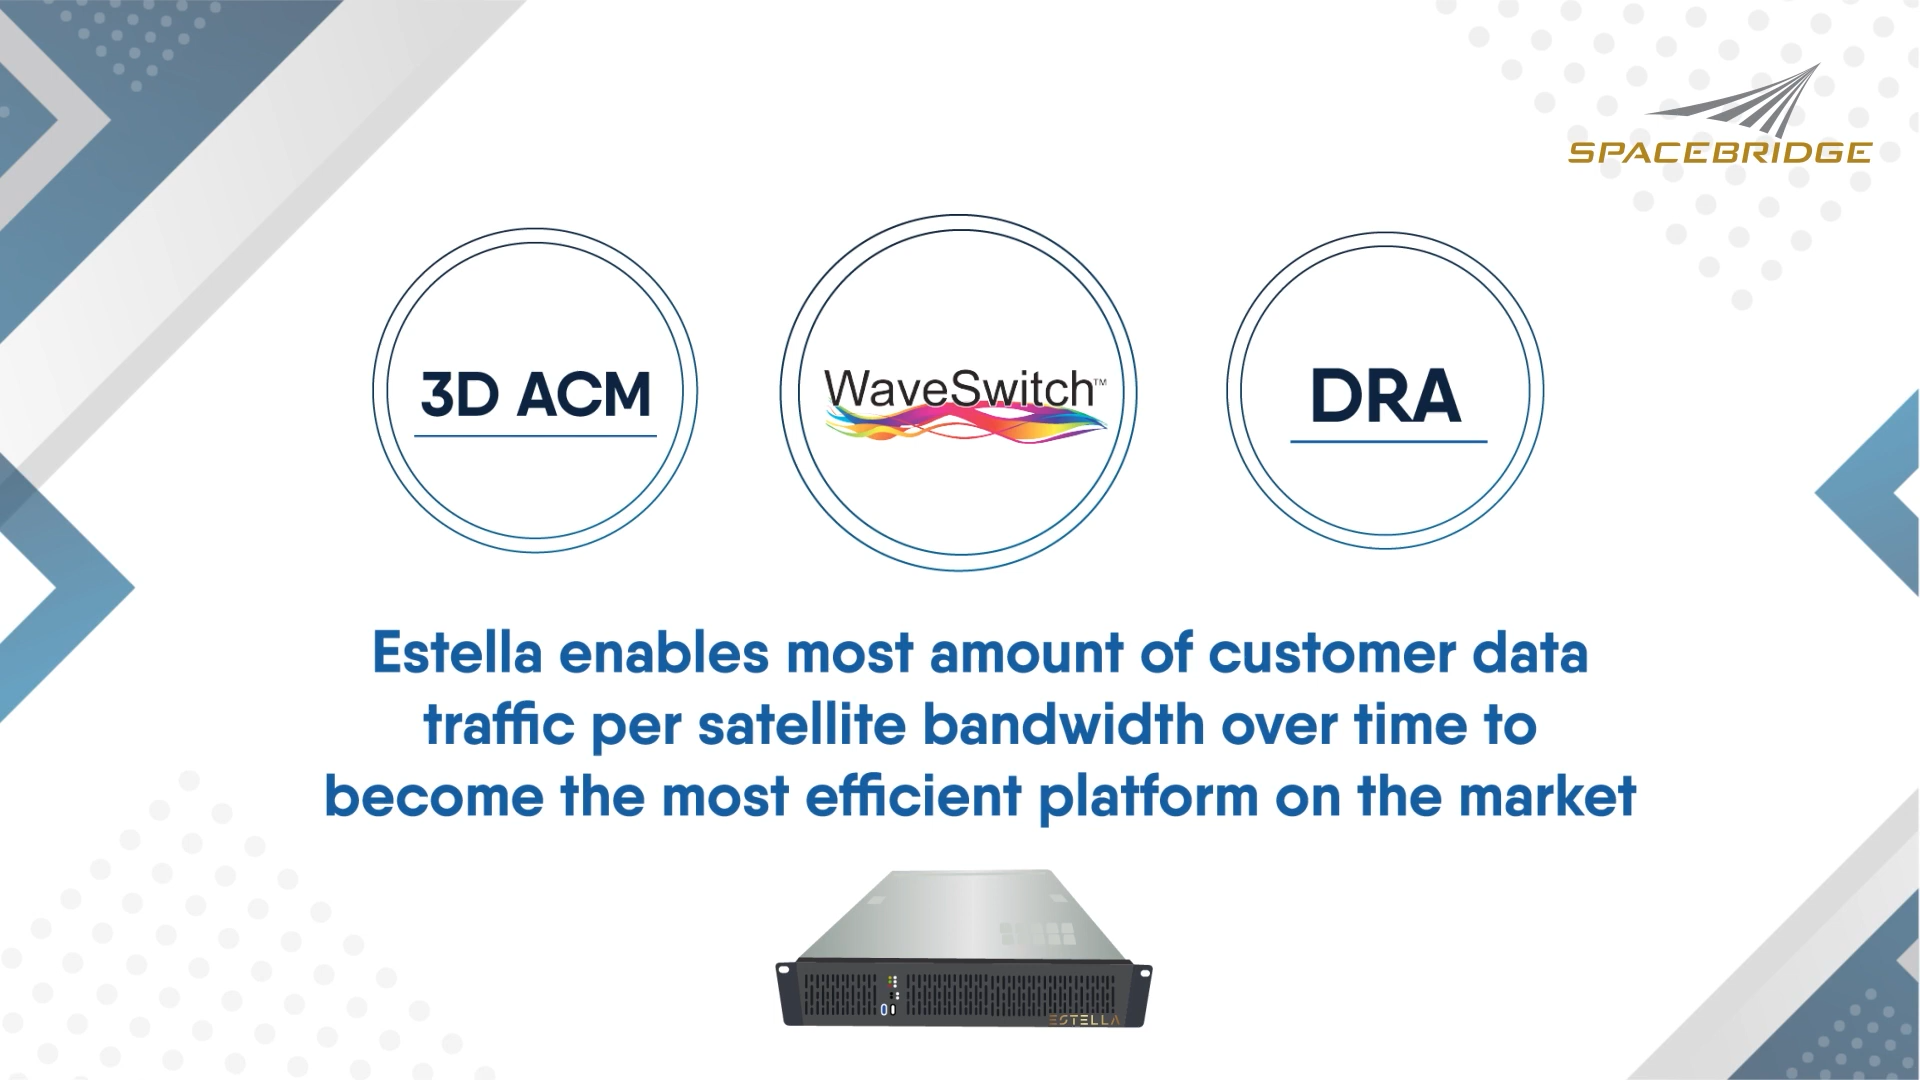 SPACEBRIDGE
3D ACM
WaveSwitch™
DRA
Estella enables most amount of customer data
traffic per satellite bandwidth over time to
become the most efficient platform on the market
ESTELLA